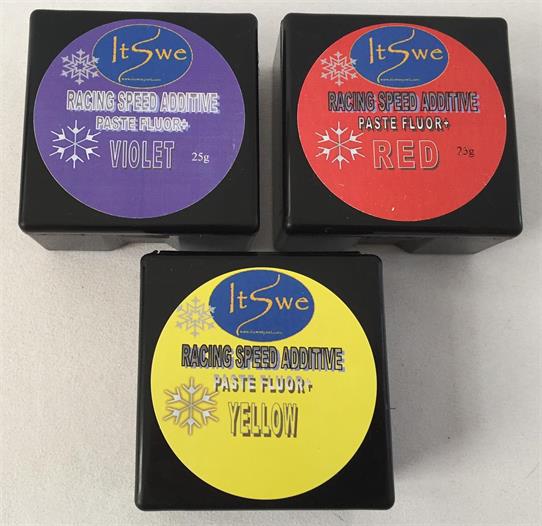 ItSwe
RACING SPEED ADDITIVE
PASTE FLUOR+
VIOLET 25g
ItSwe
RACING SPEED ADDITIVE
PASTE FLUOR+
RED
ItSwe
RACING SPEED ADDITIVE
PASTE FLUOR+
YELLOW